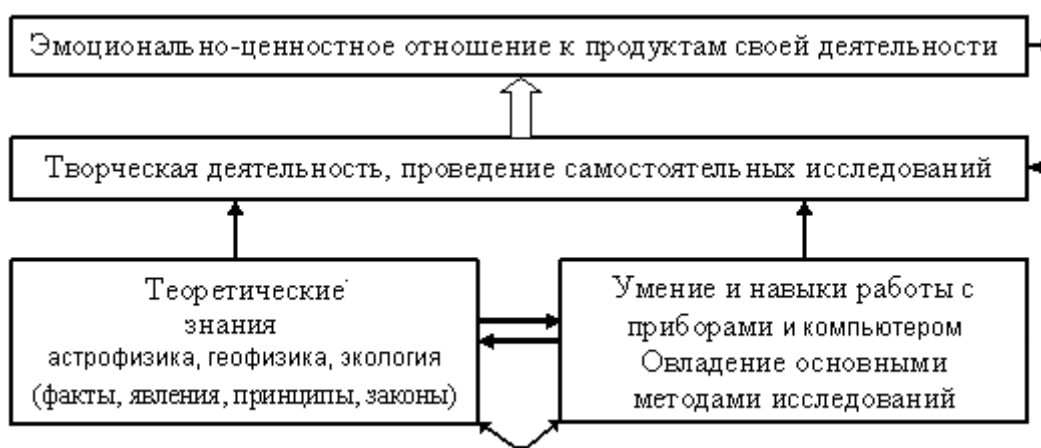 Эмоционально-ценностное отношение к продуктам своей деятельности
Творческая деятельность, проведение самостоятельных исследований
Теоретические
знания
астрофизика, геофизика, экология
(факты, явления, принципы, законы)
Умение и навыки работы с
приборами и компьютером
Овладение основными
методами исследований